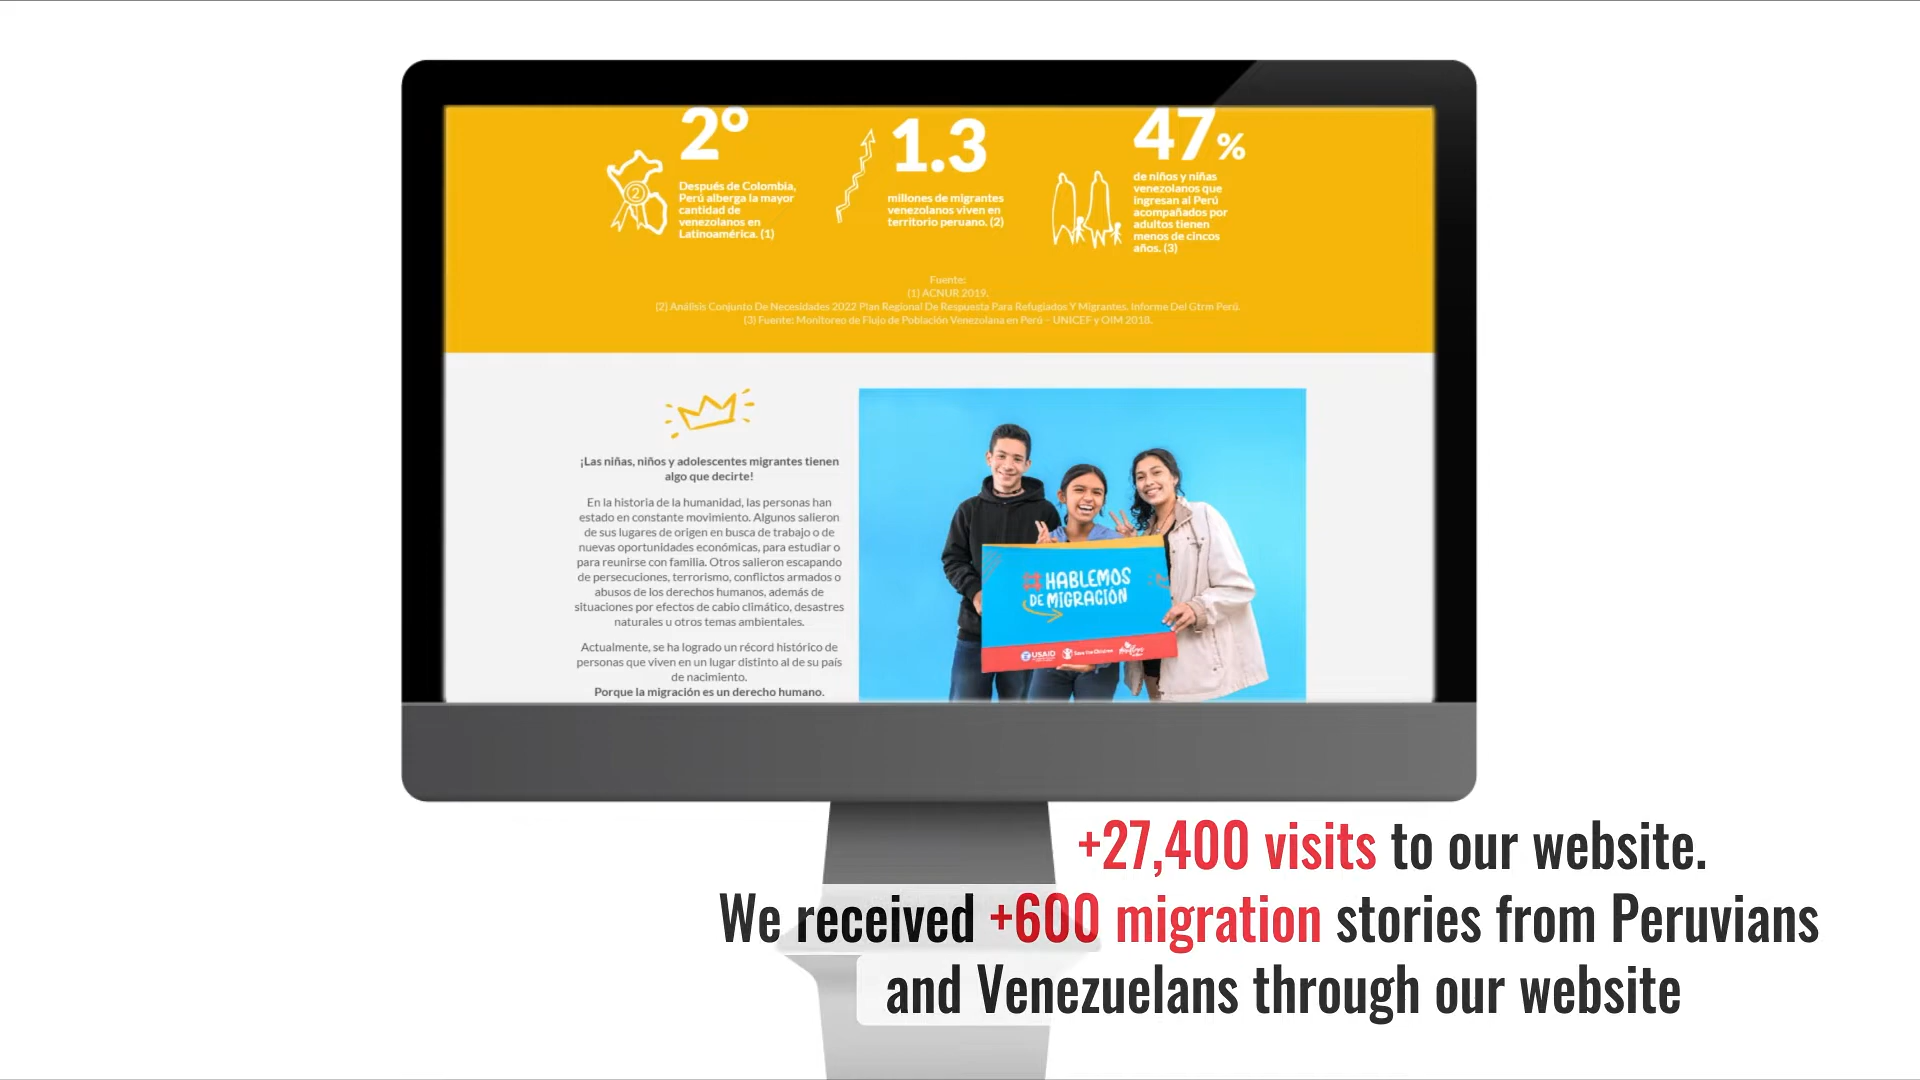 2º
Después de Colombia,
Perú alberga la mayor
cantidad de
venezolanos en
Latinoamérica. (1)
2
1.3
millones de migrantes
venezolanos viven en
territorio peruano. (2)
47%
de niños y niñas
venezolanos que
ingresan al Perú
acompañados por
adultos tienen
menos de cincos
años. (3)
Fuente:
(1) ACNUR 2019.
(2) Análisis Conjunto De Necesidades 2022 Plan Regional De Respuesta Para Refugiados Y Migrantes. Informe Del Gtrm Perú.
(3) Fuente: Monitoreo de Flujo de Población Venezolana en Perú – UNICEF y OIM 2018.
¡Las niñas, niños y adolescentes migrantes tienen
algo que decirte!
En la historia de la humanidad, las personas han
estado en constante movimiento. Algunos salieron
de sus lugares de origen en busca de trabajo o de
nuevas oportunidades económicas, para estudiar o
para reunirse con familia. Otros salieron escapando
de persecuciones, terrorismo, conflictos armados o
abusos de los derechos humanos, además de
situaciones por efectos de cabio climático, desastres
naturales u otros temas ambientales.
Actualmente, se ha logrado un récord histórico de
personas que viven en un lugar distinto al de su país
de nacimiento.
Porque la migración es un derecho humano.
HABLEMOS
DE MIGRACIÓN
USAID
Save the Children
+27,400 visits to our website.
We received +600 migration stories from Peruvians
and Venezuelans through our website